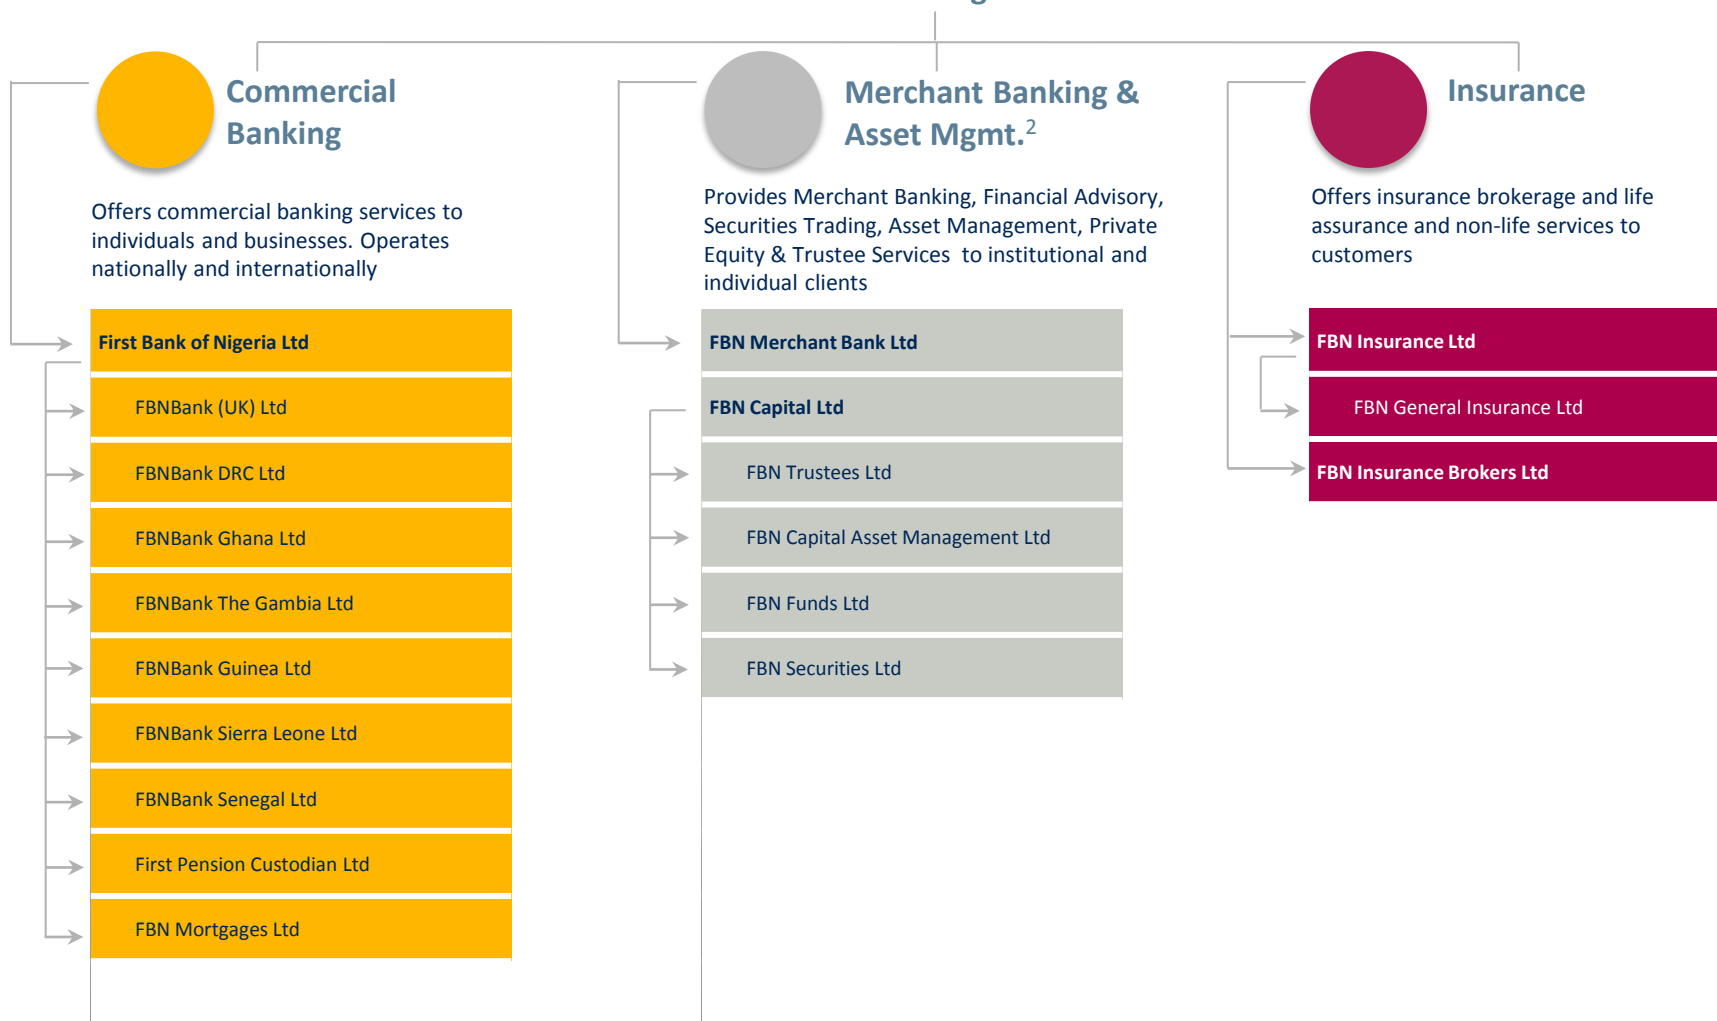 Commercial
Banking
Offers commercial banking services to
individuals and businesses. Operates
nationally and internationally
First Bank of Nigeria Ltd
FBNBank (UK) Ltd
FBNBank DRC Ltd
FBNBank Ghana Ltd
FBNBank The Gambia Ltd
FBNBank Guinea Ltd
FBNBank Sierra Leone Ltd
FBNBank Senegal Ltd
First Pension Custodian Ltd
FBN Mortgages Ltd
Merchant Banking &
Asset Mgmt.2
Provides Merchant Banking, Financial Advisory,
Securities Trading, Asset Management, Private
Equity & Trustee Services to institutional and
individual clients
FBN Merchant Bank Ltd
FBN Capital Ltd
FBN Trustees Ltd
FBN Capital Asset Management Ltd
FBN Funds Ltd
FBN Securities Ltd
Insurance
Offers insurance brokerage and life
assurance and non-life services to
customers
FBN Insurance Ltd
FBN General Insurance Ltd
FBN Insurance Brokers Ltd